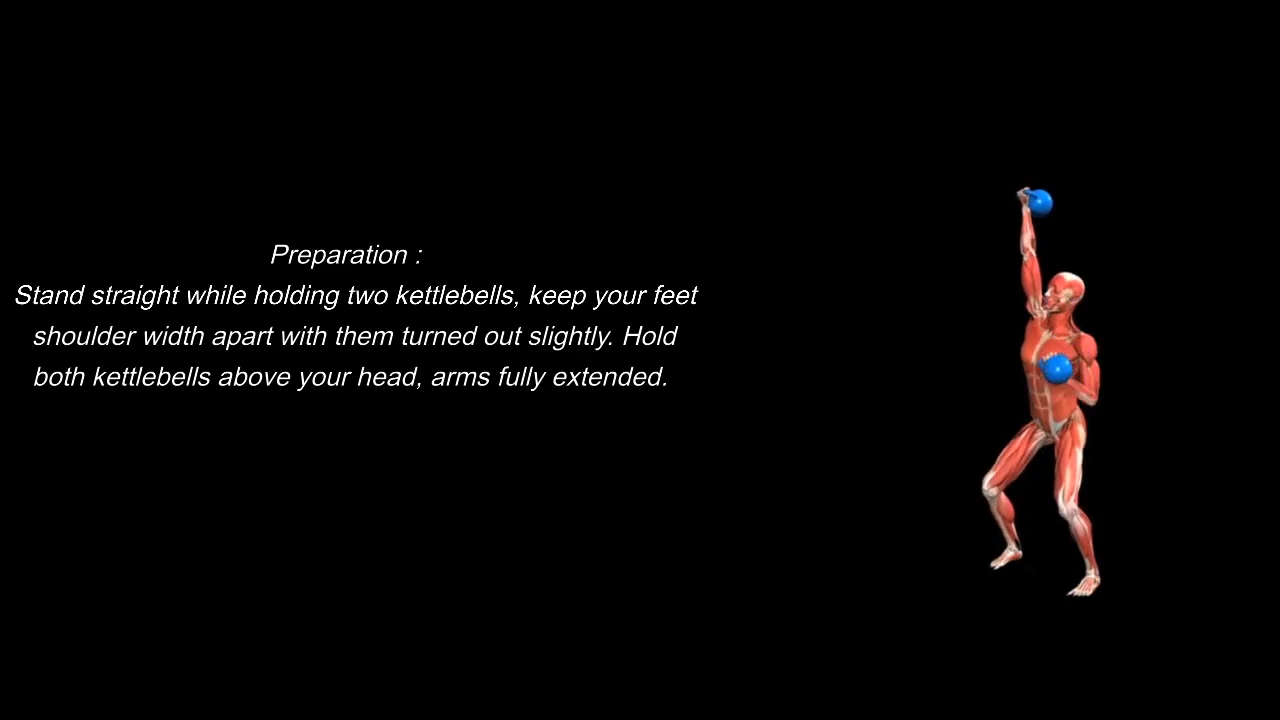 Preparation :
Stand straight while holding two kettlebells, keep your feet
shoulder width apart with them turned out slightly. Hold
both kettlebells above your head, arms fully extended.